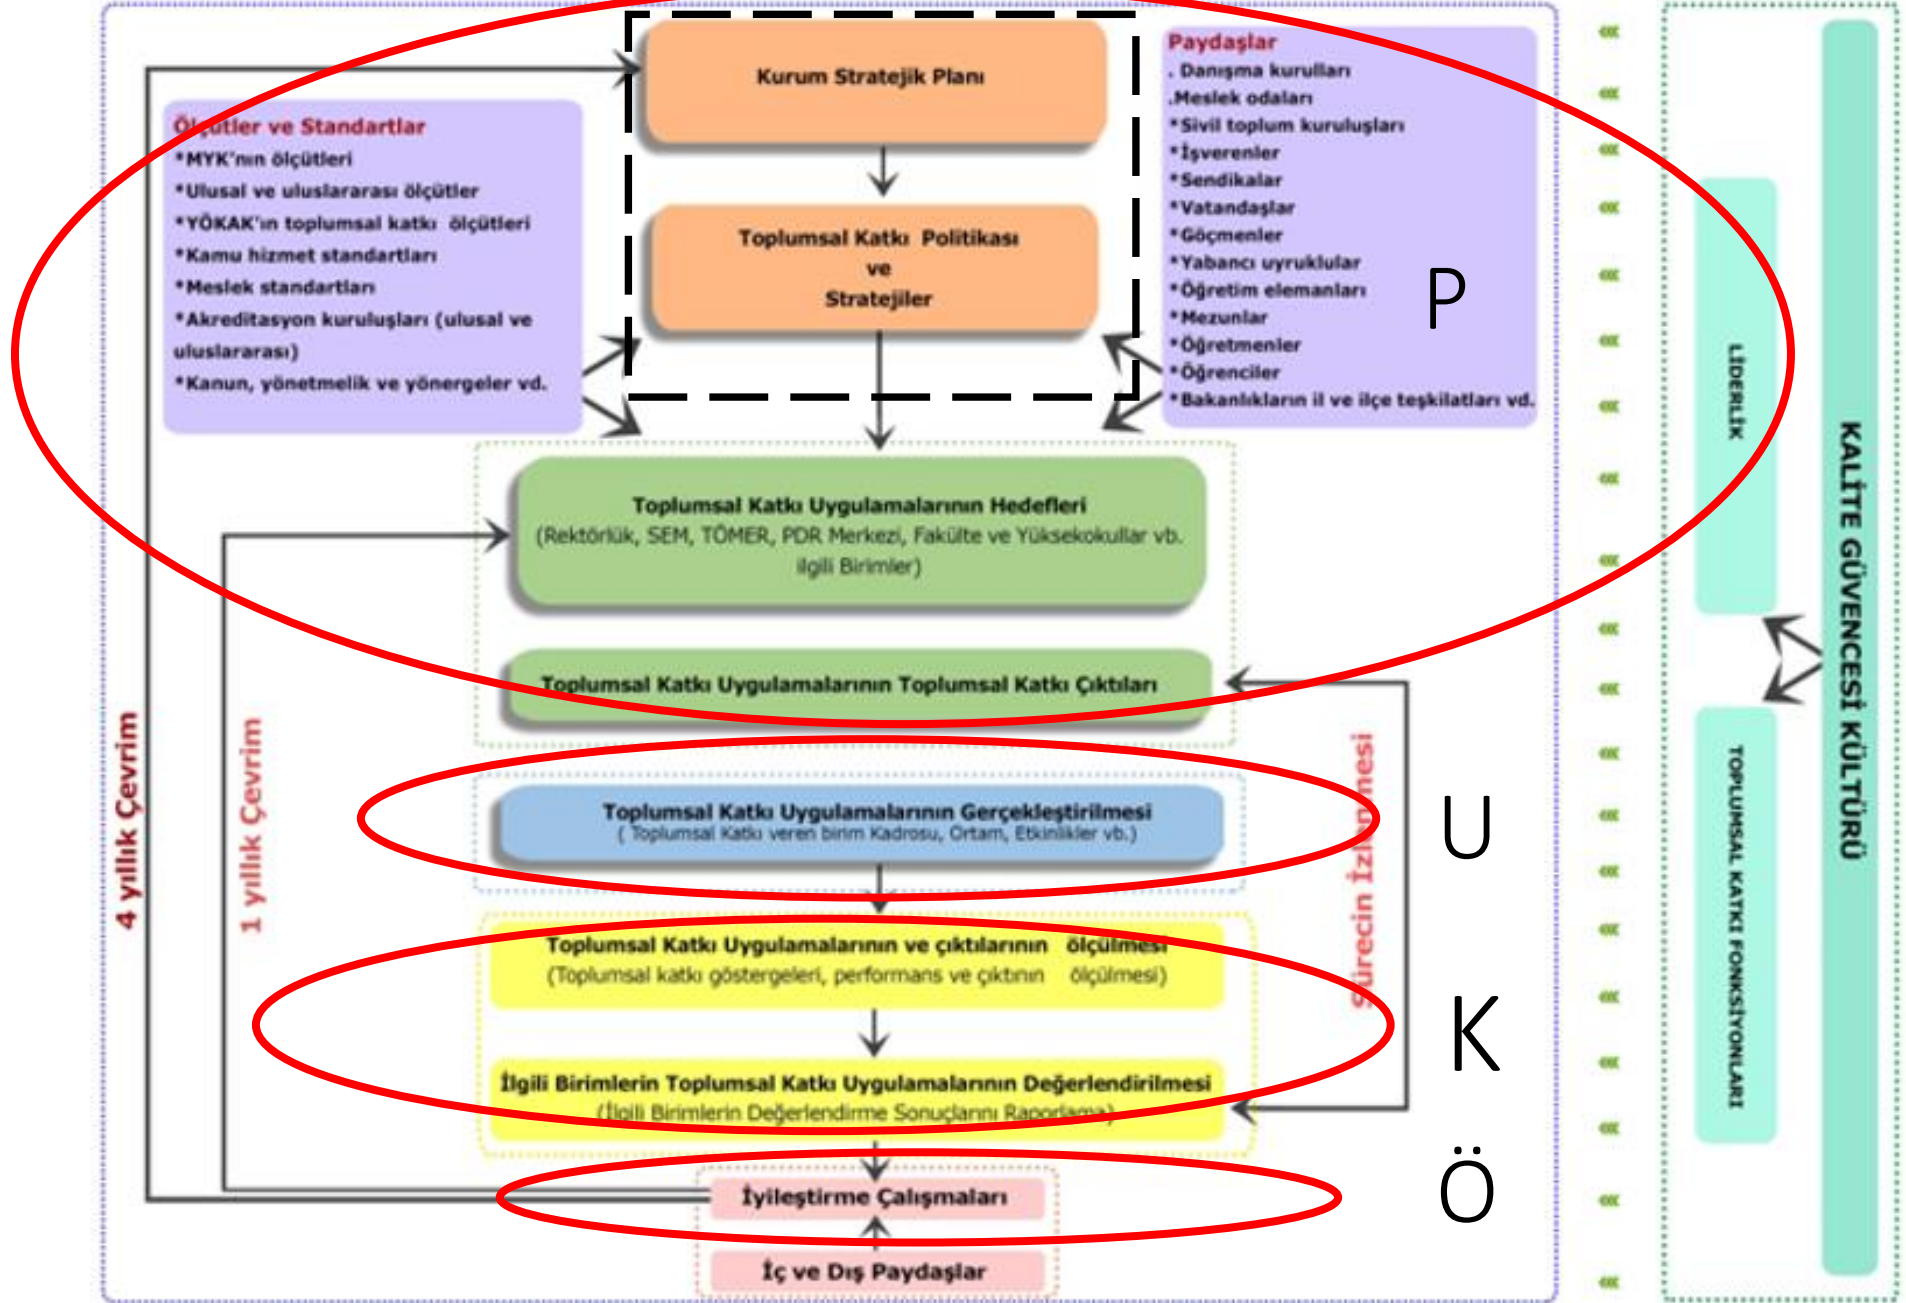 Kurum Stratejik Planı
Toplumsal Katkı Politikası
ve
Stratejiler
Ölçütler ve Standartlar
*MYK'nın ölçütleri
*Ulusal ve uluslararası ölçütler
*YÖKAK'ın toplumsal katkı ölçütleri
*Kamu hizmet standartları
*Meslek standartları
*Akreditasyon kuruluşları (ulusal ve
uluslararası)
*Kanun, yönetmelik ve yönergeler vd.
Paydaşlar
. Danışma kurulları
.Meslek odaları
*Sivil toplum kuruluşları
*İşverenler
*Sendikalar
*Vatandaşlar
*Göçmenler
*Yabancı uyruklular
*Öğretim elemanları
*Mezunlar
*Öğretmenler
*Öğrenciler
*Bakanlıkların il ve ilçe teşkilatları vd.
P
Toplumsal Katkı Uygulamalarının Hedefleri
(Rektörlük, SEM, TÖMER, PDR Merkezi, Fakülte ve Yüksekokullar vb.
ilgili Birimler)
Toplumsal Katkı Uygulamalarının Toplumsal Katkı Çıktıları
Toplumsal Katkı Uygulamalarının Gerçekleştirilmesi
( Toplumsal Katkı veren birim Kadrosu, Ortam, Etkinlikler vb.)
U
Toplumsal Katkı Uygulamalarının ve çıktılarının ölçülmesi
(Toplumsal katkı göstergeleri, performans ve çıktının ölçülmesi)
K
İlgili Birimlerin Toplumsal Katkı Uygulamalarının Değerlendirilmesi
(İlgili Birimlerin Değerlendirme Sonuçlarını Raporlama)
Ö
İyileştirme Çalışmaları
İç ve Dış Paydaşlar
4 yıllık Çevrim
1 yıllık Çevrim
Sürecin İzlenmesi
LİDERLİK
TOPLUMSAL KATKI FONKSİYONLARI
KALİTE GÜVENCESİ KÜLTÜRÜ